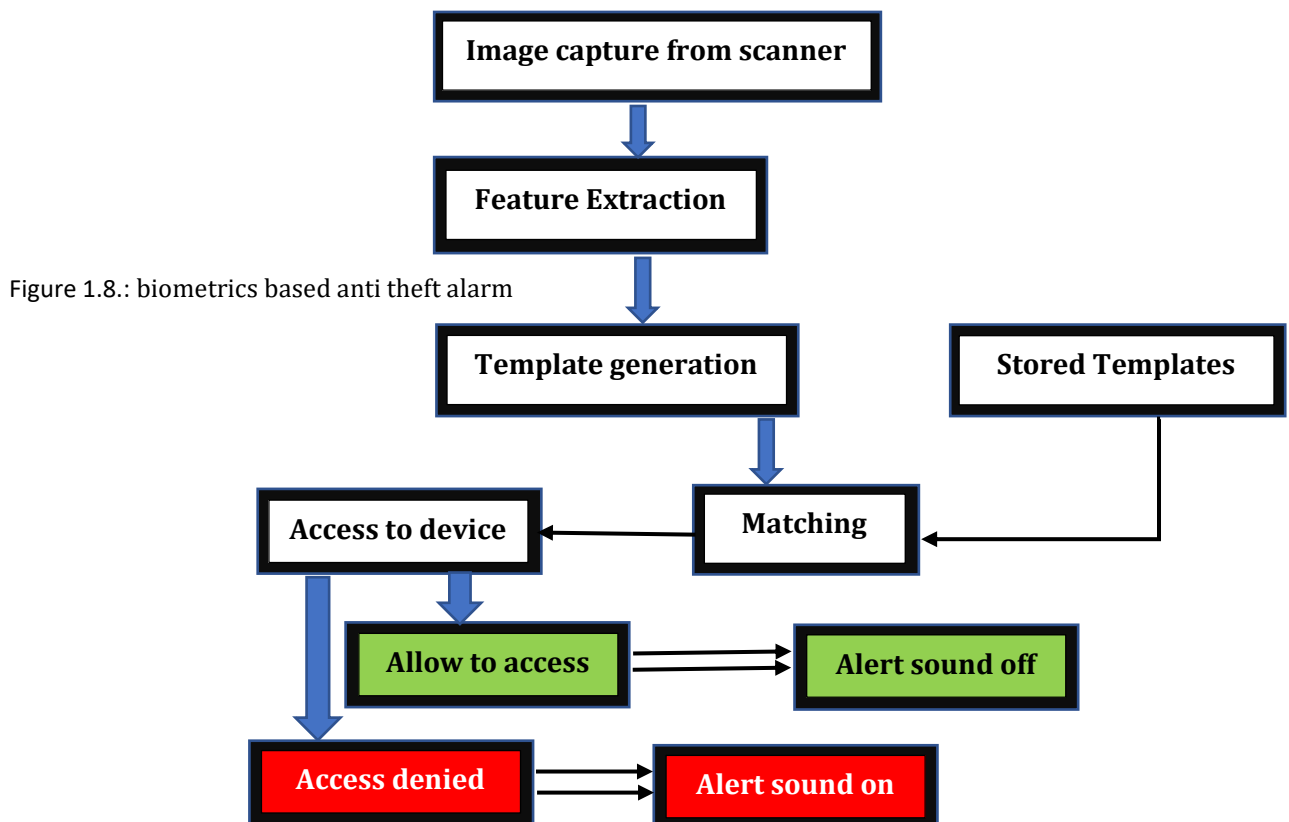 Image capture from scanner
Feature Extraction
Figure 1.8.: biometrics based anti theft alarm
Template generation
Stored Templates
Access to device
Matching
Allow to access
Alert sound off
Access denied
Alert sound on